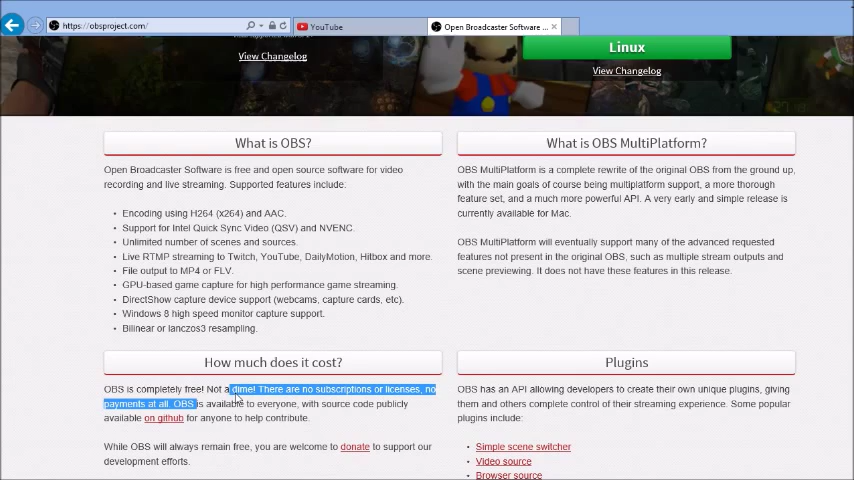 https://obsproject.com/
YouTube
Open Broadcaster Software ...
View Changelog
Linux
View Changelog
What is OBS?
Open Broadcaster Software is free and open source software for video
recording and live streaming. Supported features include:
• Encoding using H264 (x264) and AAC.
• Support for Intel Quick Sync Video (QSV) and NVENC.
• Unlimited number of scenes and sources.
• Live RTMP streaming to Twitch, YouTube, DailyMotion, Hitbox and more.
• File output to MP4 or FLV.
• GPU-based game capture for high performance game streaming.
• DirectShow capture device support (webcams, capture cards, etc).
• Windows 8 high speed monitor capture support.
• Bilinear or lanczos3 resampling.
What is OBS MultiPlatform?
OBS MultiPlatform is a complete rewrite of the original OBS from the ground up,
with the main goals of course being multiplatform support, a more thorough
feature set, and a much more powerful API. A very early and simple release is
currently available for Mac.
OBS MultiPlatform will eventually support many of the advanced requested
features not present in the original OBS, such as multiple stream outputs and
scene previewing. It does not have these features in this release.
How much does it cost?
OBS is completely free! Not a dime! There are no subscriptions or licenses, no
payments at all. OBS is available to everyone, with source code publicly
available on github for anyone to help contribute.
While OBS will always remain free, you are welcome to donate to support our
development efforts.
Plugins
OBS has an API allowing developers to create their own unique plugins, giving
them and others complete control of their streaming experience. Some popular
plugins include:
• Simple scene switcher
• Video source
• Browser source